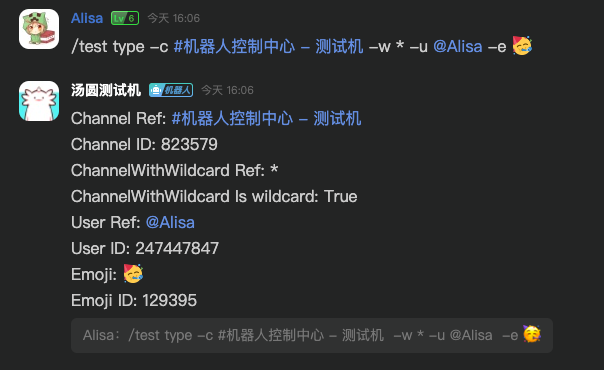 Alisa Lv 6 今天 16:06
/test type -c #机器人控制中心 - 测试机 -w * -u @Alisa -e 🥳
汤圆测试机 机器人 今天 16:06
Channel Ref: #机器人控制中心 - 测试机
Channel ID: 823579
ChannelWithWildcard Ref: *
ChannelWithWildcard Is wildcard: True
User Ref: @Alisa
User ID: 247447847
Emoji: 🥳
Emoji ID: 129395
Alisa：/test type -c #机器人控制中心 - 测试机 -w * -u @Alisa -e 🥳